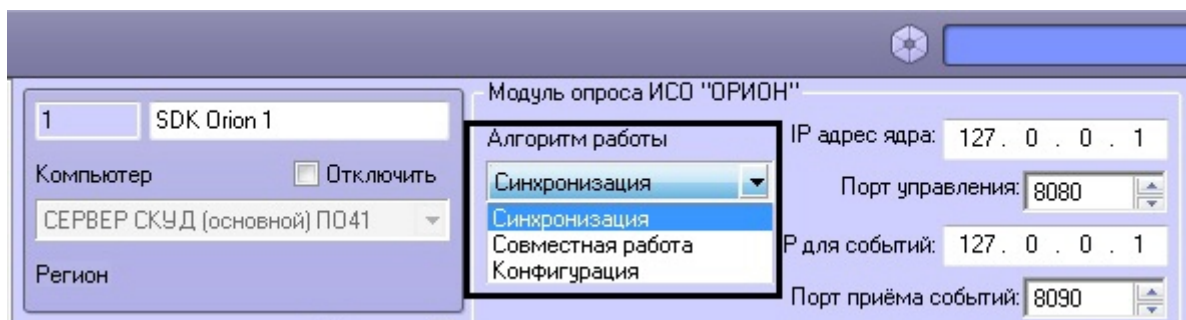 Модуль опроса ИСО "ОРИОН"
1 SDK Orion 1
Компьютер Отключить
СЕРВЕР СКУД (основной) ПО41
Регион
Алгоритм работы
Синхронизация
Синхронизация
Совместная работа
Конфигурация
IP адрес ядра: 127 . 0 . 0 . 1
Порт управления: 8080
P для событий: 127 . 0 . 0 . 1
Порт приёма событий: 8090